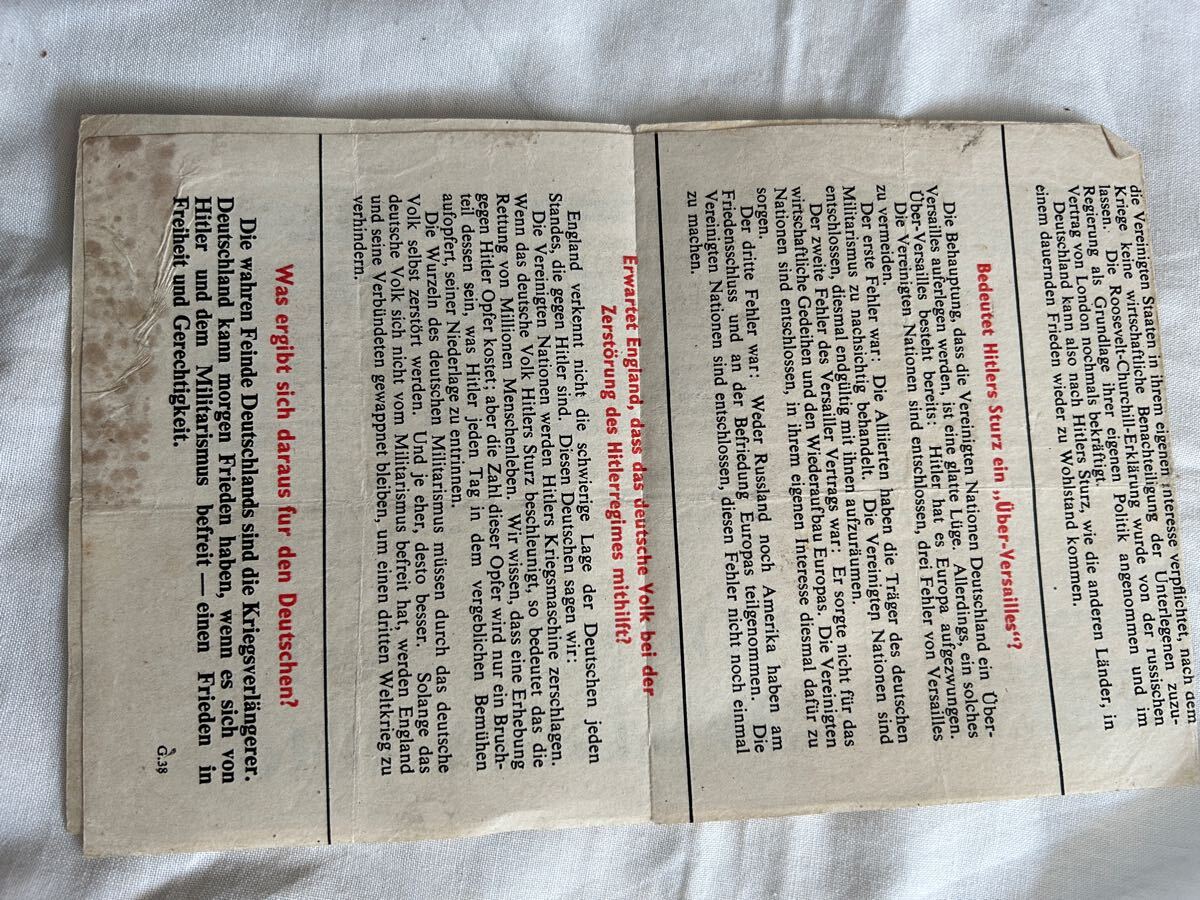 die Vereinigten Staaten in ihrem eigenen Interesse verpflichtet, nach dem
Kriege keine wirtschaftliche Benachteiligung der Unterlegenen zuzu-
lassen. Die Roosevelt-Churchill-Erklärung wurde von der russischen
Regierung als Grundlage ihrer eigenen Politik angenommen und im
Vertrag von London nochmals bekräftigt.
Deutschland kann also nach Hitlers Sturz, wie die anderen Länder, in
einem dauernden Frieden wieder zu Wohlstand kommen.
Bedeutet Hitlers Sturz ein „Über-Versailles“?
Die Behauptung, dass die Vereinigten Nationen Deutschland ein Über-
Versailles auferlegen werden, ist eine glatte Lüge. Allerdings, ein solches
Über-Versailles besteht bereits: Hitler hat es Europa aufgezwungen.
Die Vereinigten Nationen sind entschlossen, drei Fehler von Versailles
zu vermeiden.
Der erste Fehler war: Die Alliierten haben die Träger des deutschen
Militarismus zu nachsichtig behandelt. Die Vereinigten Nationen sind
entschlossen, diesmal endgültig mit ihnen aufzuräumen.
Der zweite Fehler des Versailler Vertrags war: Er sorgte nicht für das
wirtschaftliche Gedeihen und den Wiederaufbau Europas. Die Vereinigten
Nationen sind entschlossen, in ihrem eigenen Interesse diesmal dafür zu
sorgen.
Der dritte Fehler war: Weder Russland noch Amerika haben am
Friedensschluss und an der Befriedung Europas teilgenommen. Die
Vereinigten Nationen sind entschlossen, diesen Fehler nicht noch einmal
zu machen.
Erwartet England, dass das deutsche Volk bei der
Zerstörung des Hitlerregimes mithilft?
England verkennt nicht die schwierige Lage der Deutschen jeden
Standes, die gegen Hitler sind. Diesen Deutschen sagen wir:
Die Vereinigten Nationen werden Hitlers Kriegsmaschine zerschlagen.
Wenn das deutsche Volk Hitlers Sturz beschleunigt, so bedeutet das die
Rettung von Millionen Menschenleben. Wir wissen, dass eine Erhebung
gegen Hitler Opfer kostet; aber die Zahl dieser Opfer wird nur ein Bruch-
teil dessen sein, was Hitler jeden Tag in dem vergeblichen Bemühen
aufopfert, seiner Niederlage zu entrinnen.
Die Wurzeln des deutschen Militarismus müssen durch das deutsche
Volk selbst zerstört werden. Und je eher, desto besser. Solange das
deutsche Volk sich nicht vom Militarismus befreit hat, werden England
und seine Verbündeten gewappnet bleiben, um einen dritten Weltkrieg zu
verhindern.
Was ergibt sich daraus fur den Deutschen?
Die wahren Feinde Deutschlands sind die Kriegsverlängerer.
Deutschland kann morgen Frieden haben, wenn es sich von
Hitler und dem Militarismus befreit — einen Frieden in
Freiheit und Gerechtigkeit.
G.38